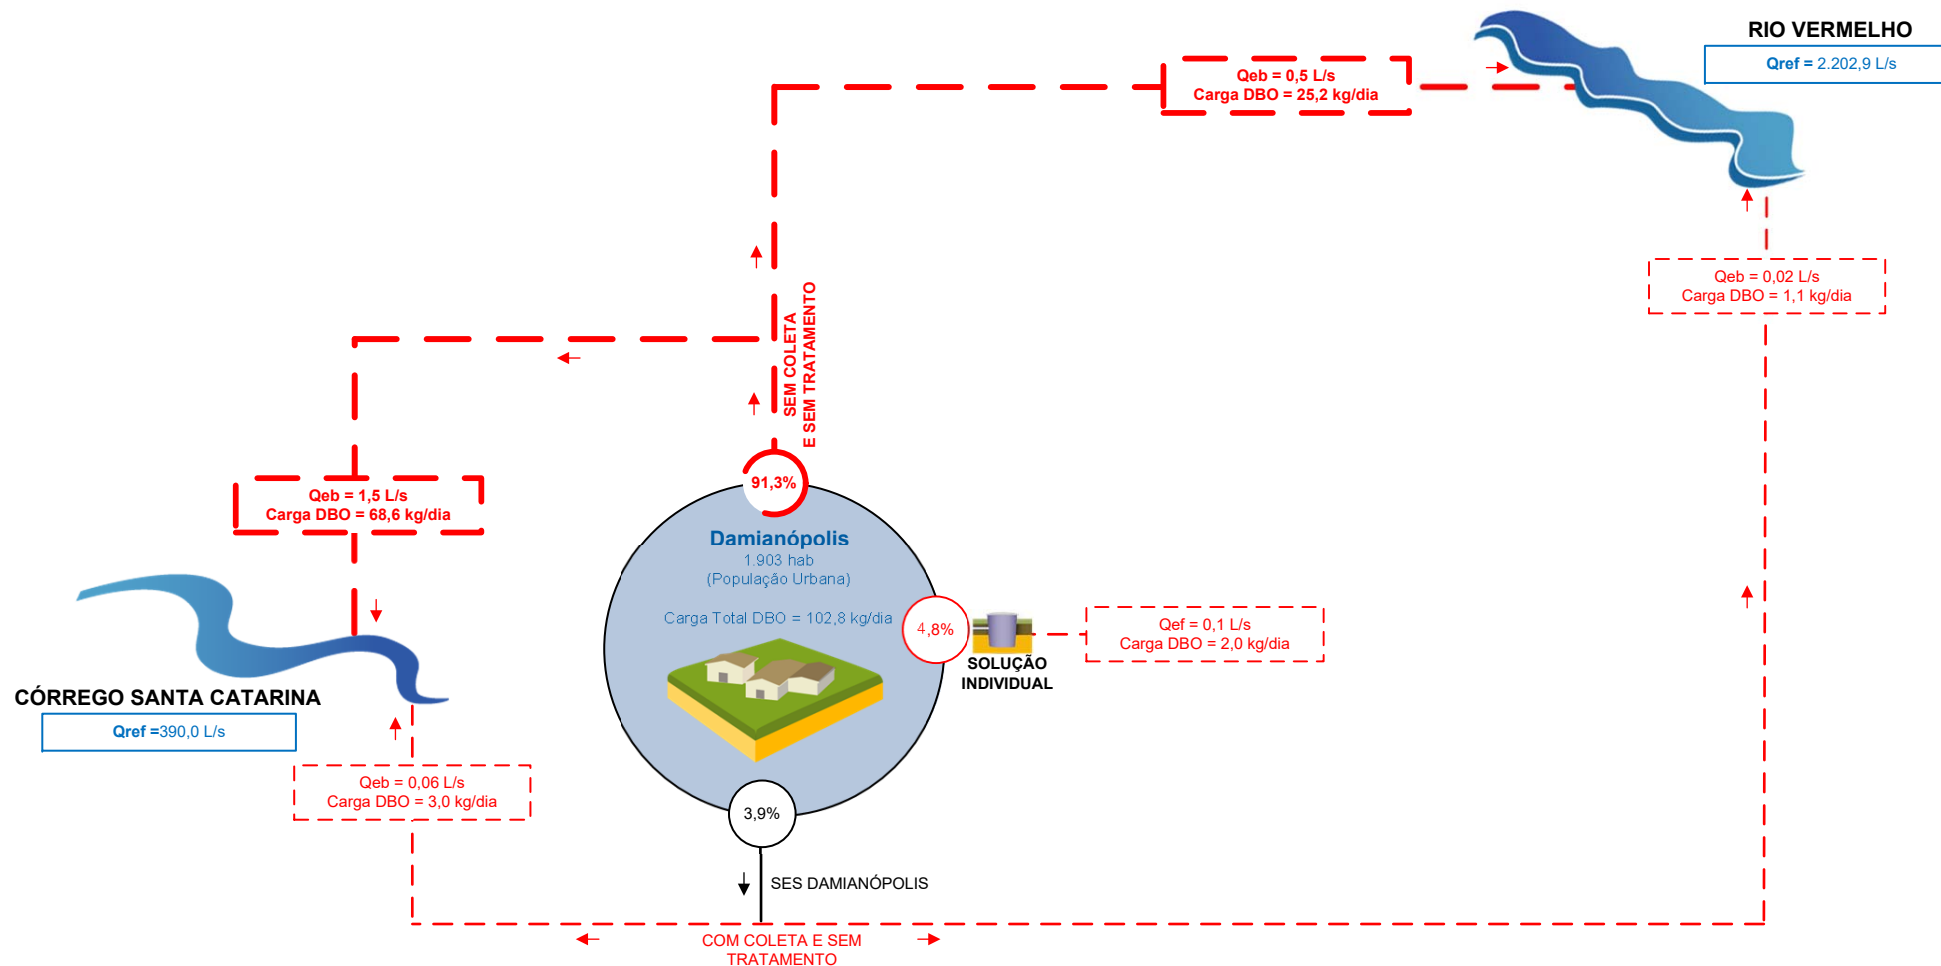 RIO VERMELHO
Qref = 2.202,9 L/s
Qeb = 0,5 L/s
Carga DBO = 25,2 kg/dia
Qeb = 0,02 L/s
Carga DBO = 1,1 kg/dia
SEM COLETA
E SEM TRATAMENTO
Qeb = 1,5 L/s
Carga DBO = 68,6 kg/dia
91,3%
Damianópolis
1.903 hab
(População Urbana)
Carga Total DBO = 102,8 kg/dia
4,8%
SOLUÇÃO
INDIVIDUAL
Qef = 0,1 L/s
Carga DBO = 2,0 kg/dia
CÓRREGO SANTA CATARINA
Qref =390,0 L/s
Qeb = 0,06 L/s
Carga DBO = 3,0 kg/dia
3,9%
SES DAMIANÓPOLIS
COM COLETA E SEM
TRATAMENTO